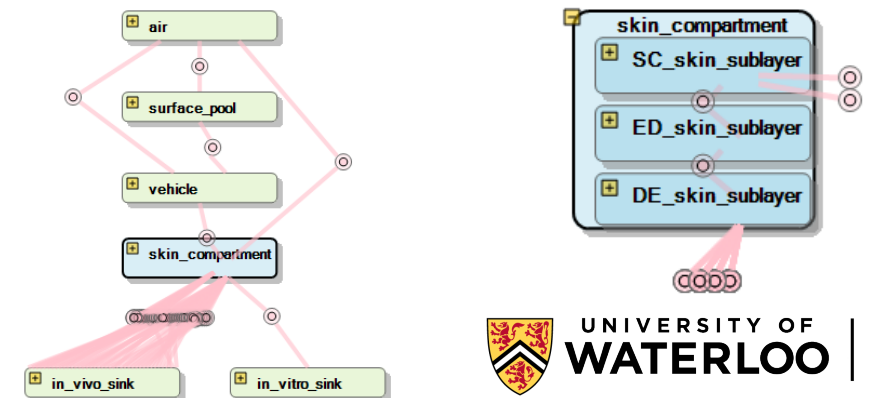 air
surface_pool
vehicle
skin_compartment
in_vivo_sink
in_vitro_sink
skin_compartment
SC_skin_sublayer
ED_skin_sublayer
DE_skin_sublayer
UNIVERSITY OF
WATERLOO